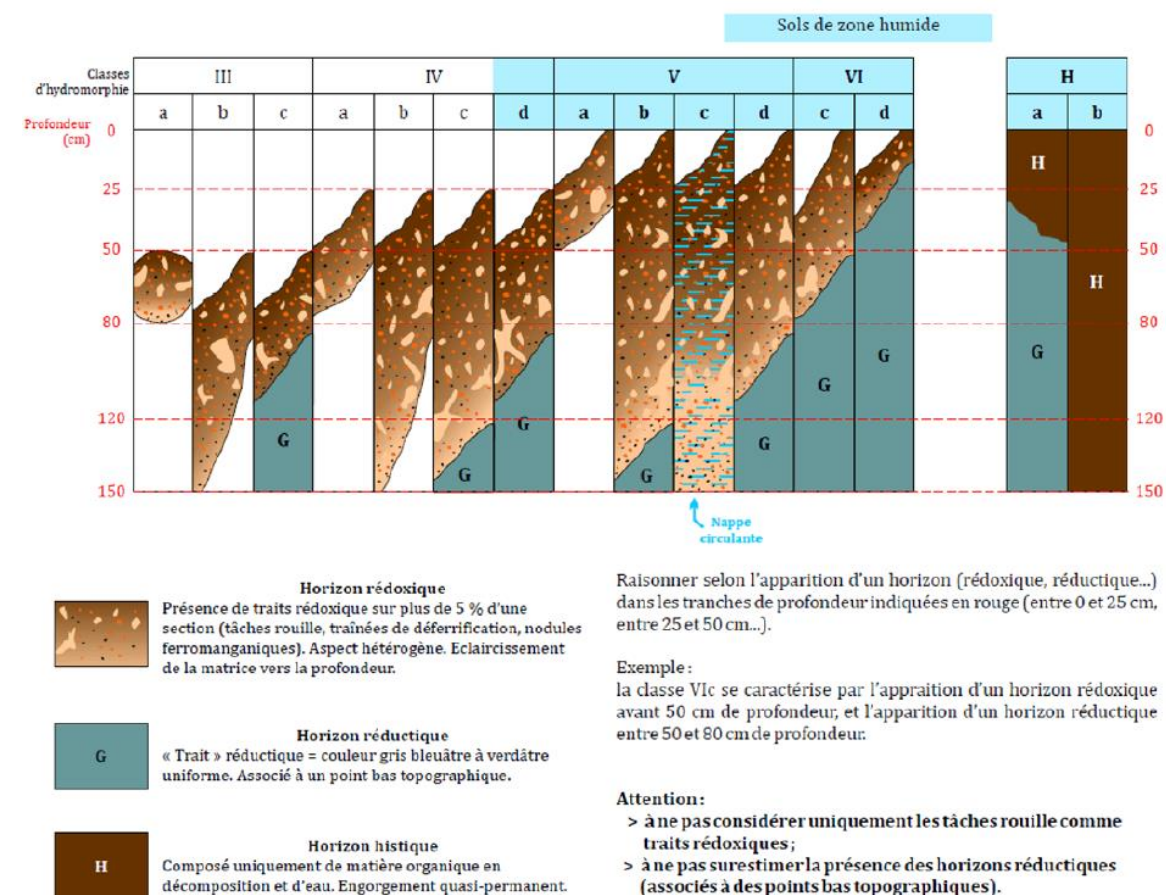 Sols de zone humide
Classes
d'hydromorphie
III
IV
V
VI
H
a b c a b c d a b c d c d a b
Profondeur
(cm)
0
25
50
80
120
150
0
25
50
80
120
150
G
G
G
G
G
G
G
H
G
H
Nappe
circulante
Horizon rédoxique
Présence de traits rédoxique sur plus de 5 % d'une
section (tâches rouille, traînées de déferrification, nodules
ferromanganiques). Aspect hétérogène. Eclaircissement
de la matrice vers la profondeur.
G
Horizon réductique
« Trait » réductique = couleur gris bleuâtre à verdâtre
uniforme. Associé à un point bas topographique.
H
Horizon histique
Composé uniquement de matière organique en
décomposition et d'eau. Engorgement quasi-permanent.
Raisonner selon l'apparition d'un horizon (rédoxique, réductique...)
dans les tranches de profondeur indiquées en rouge (entre 0 et 25 cm,
entre 25 et 50 cm...).
Exemple :
la classe VIc se caractérise par l'appraition d'un horizon rédoxique
avant 50 cm de profondeur, et l'apparition d'un horizon réductique
entre 50 et 80 cm de profondeur.
Attention :
> à ne pas considérer uniquement les tâches rouille comme
traits rédoxiques ;
> à ne pas surestimer la présence des horizons réductiques
(associés à des points bas topographiques).